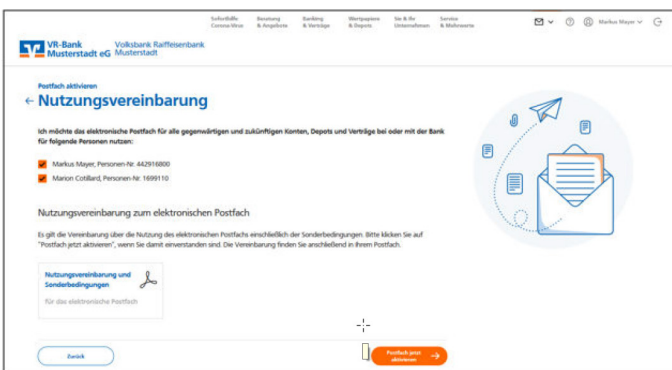 Soforthilfe Corona-Virus
Beratung & Angebote
Banking & Verträge
Wertpapiere & Depots
Sie & Ihr Unternehmen
Service & Mehrwerte
Markus Mayer
VR-Bank Musterstadt eG
Volksbank Raiffeisenbank Musterstadt
Postfach aktivieren
Nutzungsvereinbarung
Ich möchte das elektronische Postfach für alle gegenwärtigen und zukünftigen Konten, Depots und Verträge bei oder mit der Bank
für folgende Personen nutzen:
Markus Mayer, Personen-Nr. 442916800
Marion Cotillard, Personen-Nr. 1699110
Nutzungsvereinbarung zum elektronischen Postfach
Es gilt die Vereinbarung über die Nutzung des elektronischen Postfachs einschließlich der Sonderbedingungen. Bitte klicken Sie auf
"Postfach jetzt aktivieren", wenn Sie damit einverstanden sind. Die Vereinbarung finden Sie anschließend in Ihrem Postfach.
Nutzungsvereinbarung und
Sonderbedingungen
für das elektronische Postfach
Zurück
Postfach jetzt
aktivieren